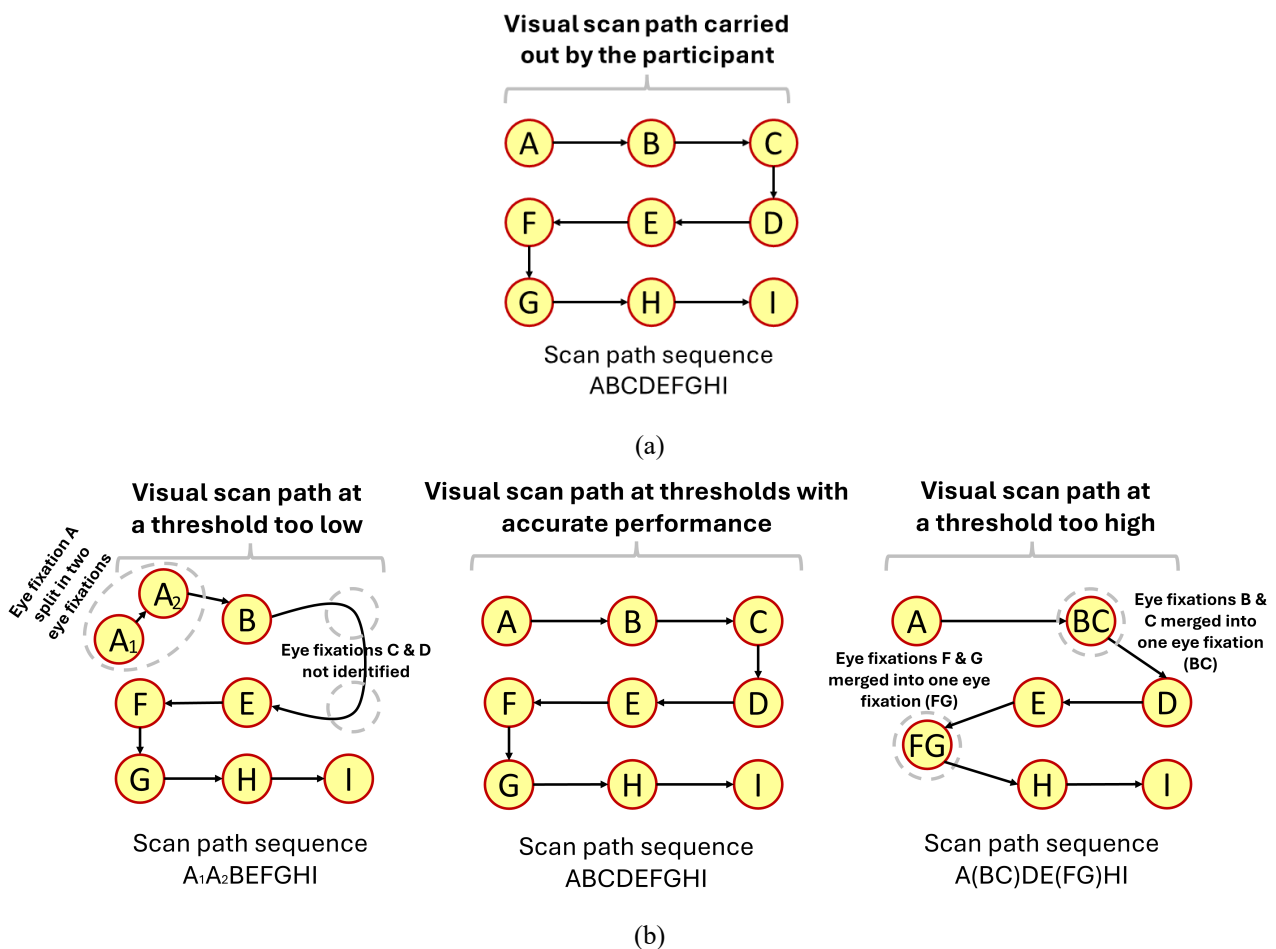 Visual scan path carried
out by the participant
A B C
F E D
G H I
Scan path sequence
ABCDEFGHI
(a)
Visual scan path at
a threshold too low
Eye fixation A
split in two
eye fixations
A₁ A₂ B
Eye fixations C & D
not identified
F E
G H I
Scan path sequence
A₁A₂BEFGHI
Visual scan path at thresholds with
accurate performance
A B C
F E D
G H I
Scan path sequence
ABCDEFGHI
Visual scan path at
a threshold too high
A BC
Eye fixations B &
C merged into
one eye fixation
(BC)
Eye fixations F & G
merged into one eye
fixation (FG)
E D
FG
H I
Scan path sequence
A(BC)DE(FG)HI
(b)